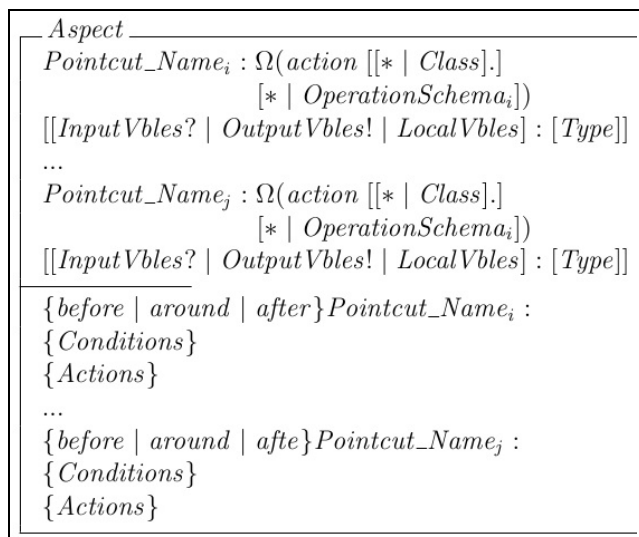 Aspect
Pointcut_Name_i : Ω(action [[* | Class].]
[* | OperationSchema_i])
[[InputVbles? | OutputVbles! | LocalVbles] : [Type]]
...
Pointcut_Name_j : Ω(action [[* | Class].]
[* | OperationSchema_i])
[[InputVbles? | OutputVbles! | LocalVbles] : [Type]]
{before | around | after}Pointcut_Name_i :
{Conditions}
{Actions}
...
{before | around | afte}Pointcut_Name_j :
{Conditions}
{Actions}